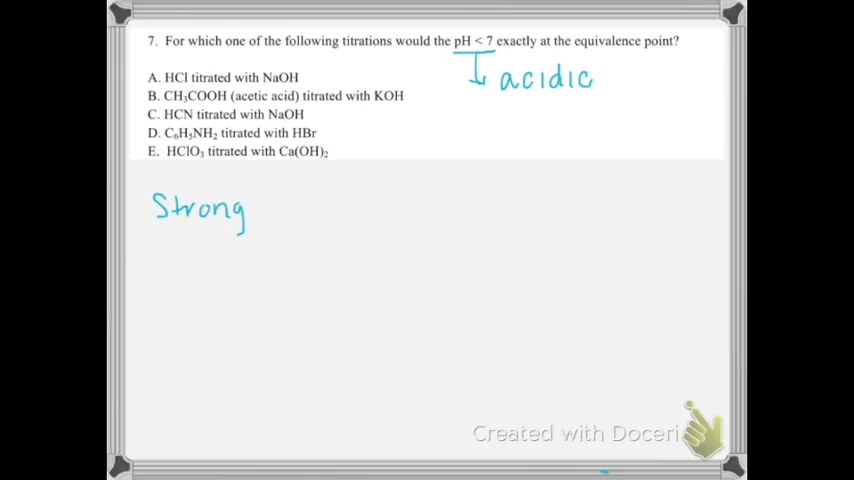 7. For which one of the following titrations would the pH < 7 exactly at the equivalence point?
acidic
A. HCl titrated with NaOH
B. CH₃COOH (acetic acid) titrated with KOH
C. HCN titrated with NaOH
D. C₆H₅NH₂ titrated with HBr
E. HClO₃ titrated with Ca(OH)₂
Strong
Created with Doceri